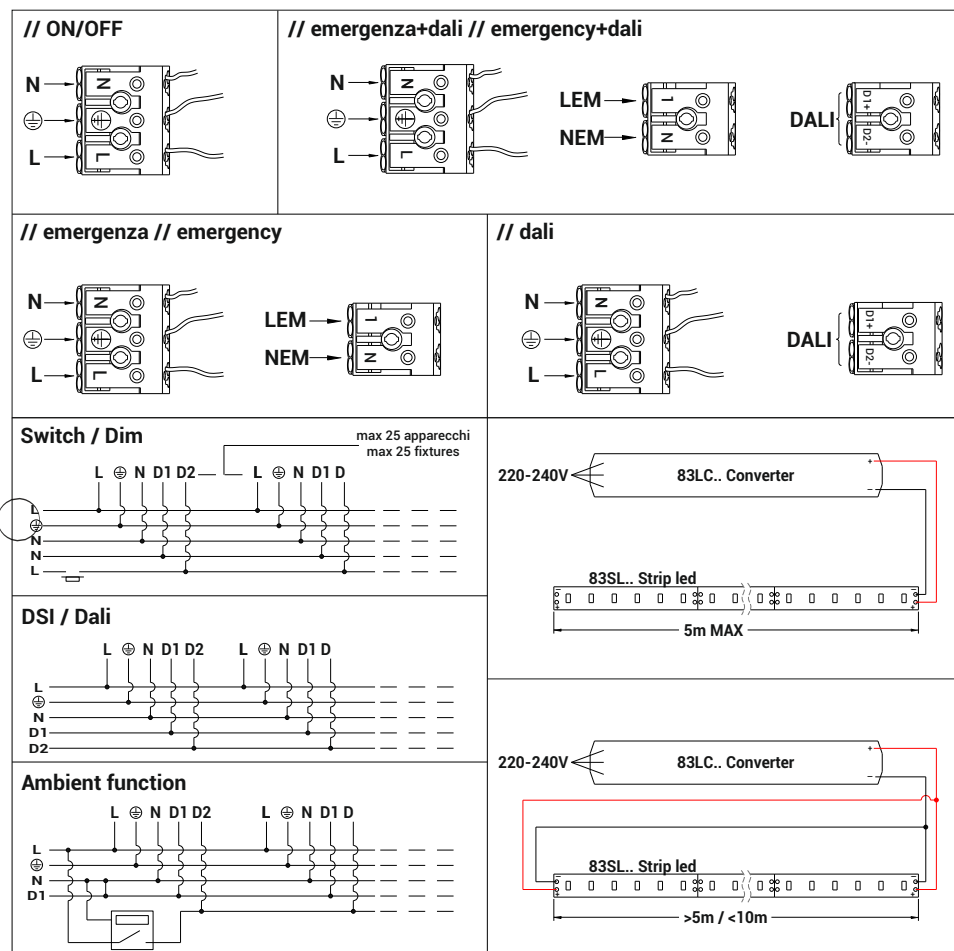 // ON/OFF
N
L
N
L
// emergenza+dali // emergency+dali
N
L
N
L
LEM
NEM
1
N
DALI
D1+
D2-
// emergenza // emergency
N
L
N
L
LEM
NEM
1
N
// dali
N
L
N
L
DALI
D1+
D2-
Switch / Dim
max 25 apparecchi
max 25 fixtures
L N D1 D2 L N D1 D
L
N
N
L
220-240V 83LC.. Converter + -
83SL.. Strip led
- + - +
5m MAX
DSI / Dali
L N D1 D2 L N D1 D
L
N
D1
D2
Ambient function
L N D1 D2 L N D1 D
L
N
D1
220-240V 83LC.. Converter + -
83SL.. Strip led
- + - +
>5m / <10m